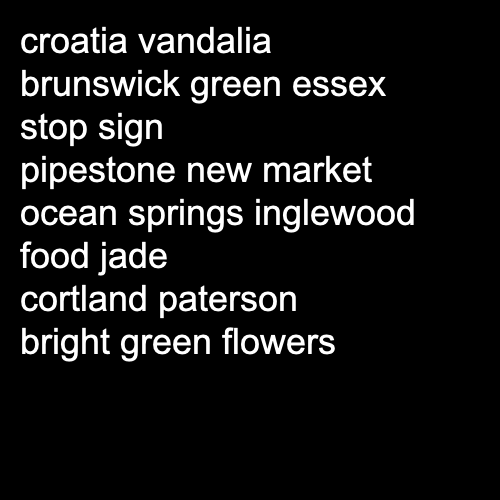 croatia vandalia
brunswick green essex
stop sign
pipestone new market
ocean springs inglewood
food jade
cortland paterson
bright green flowers